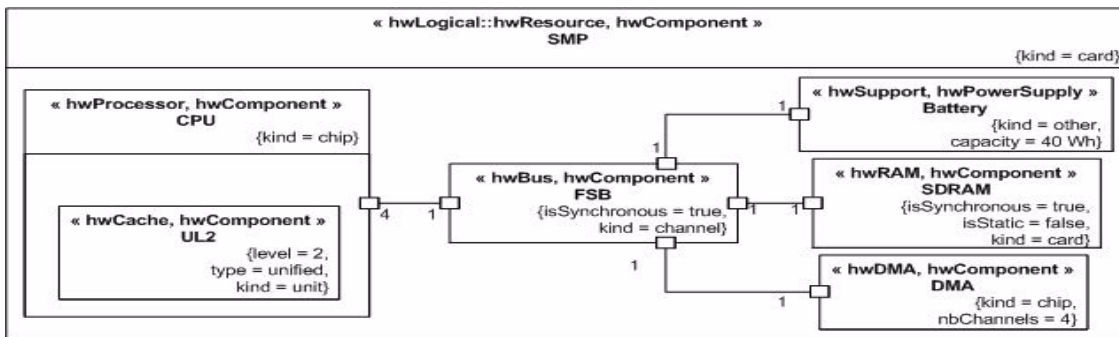 « hwLogical::hwResource, hwComponent »
SMP
{kind = card}
« hwProcessor, hwComponent »
CPU
{kind = chip}
« hwCache, hwComponent »
UL2
{level = 2,
type = unified,
kind = unit}
4
1
« hwBus, hwComponent »
FSB
{isSynchronous = true,
kind = channel}
1
1
« hwSupport, hwPowerSupply »
Battery
{kind = other,
capacity = 40 Wh}
1
1
« hwRAM, hwComponent »
SDRAM
{isSynchronous = true,
isStatic = false,
kind = card}
1
1
« hwDMA, hwComponent »
DMA
{kind = chip,
nbChannels = 4}